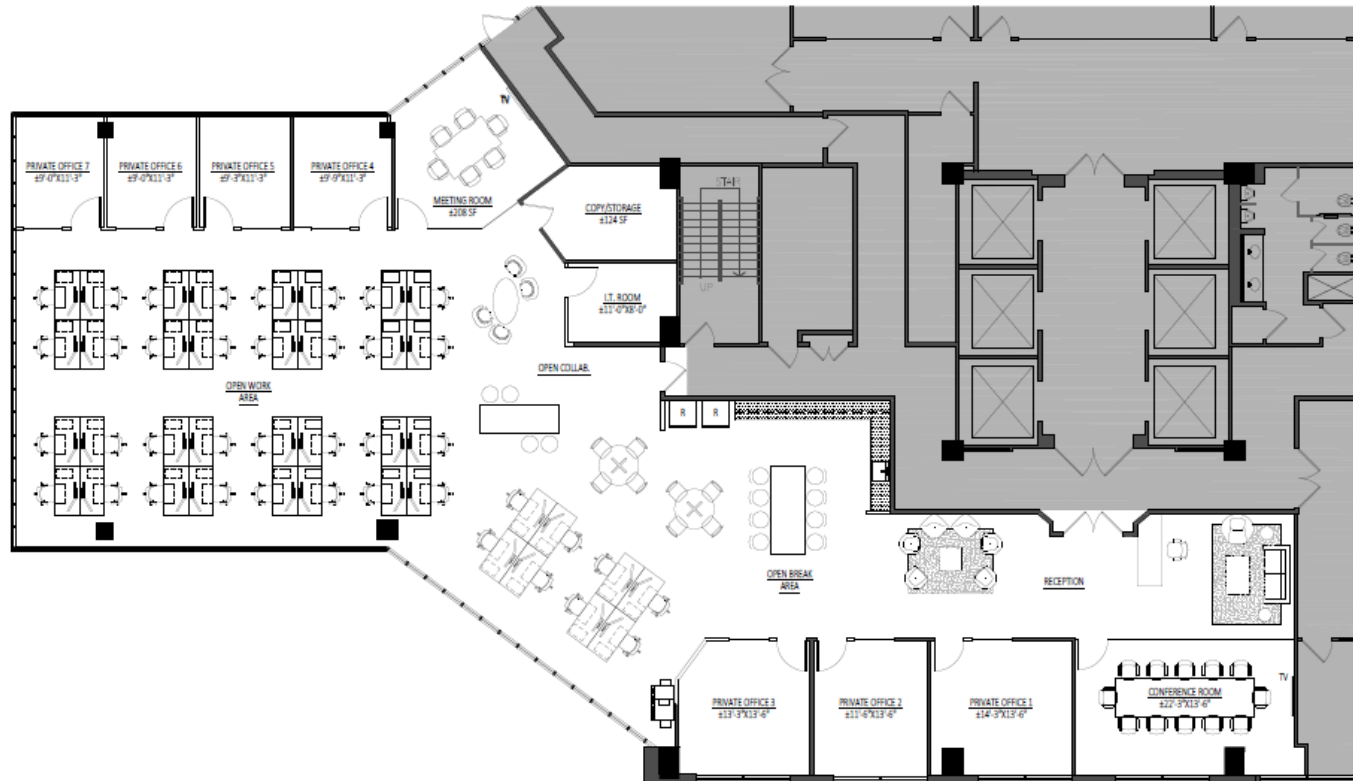 TV
PRIVATE OFFICE 7
±9'-0"X11'-3"
PRIVATE OFFICE 6
±9'-0"X11'-3"
PRIVATE OFFICE 5
±9'-3"X11'-3"
PRIVATE OFFICE 4
±9'-9"X11'-3"
MEETING ROOM
±208 SF
COPY/STORAGE
±124 SF
STAIR
UP
I.T. ROOM
±11'-0"X8'-0"
OPEN COLLAB.
OPEN WORK
AREA
R
R
OPEN BREAK
AREA
RECEPTION
TV
PRIVATE OFFICE 3
±13'-3"X13'-6"
PRIVATE OFFICE 2
±11'-6"X13'-6"
PRIVATE OFFICE 1
±14'-3"X13'-6"
CONFERENCE ROOM
±22'-3"X13'-6"